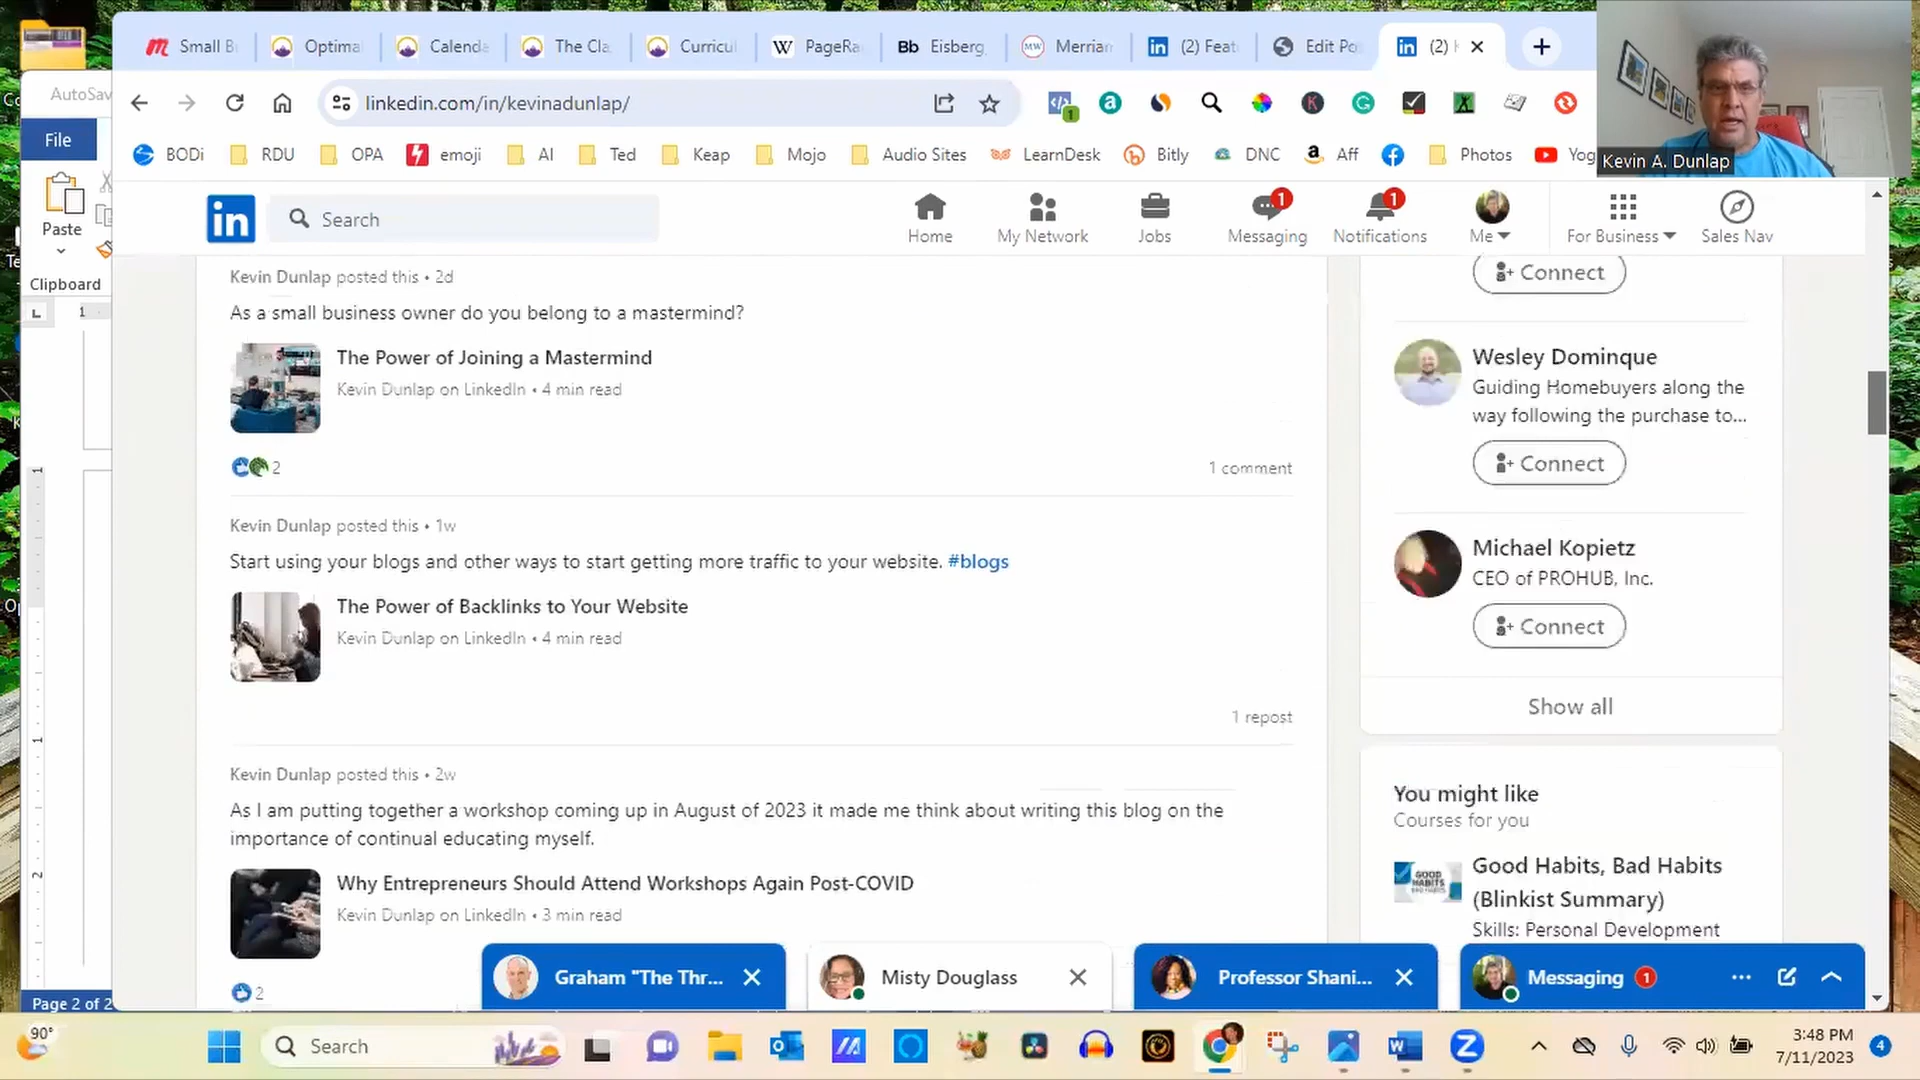 Small B
Optima
Calenda
The Cla
Curricul
PageRa
Bb Eisberg
Merriam
(2) Feat
Edit Po
(2)
AutoSav
linkedin.com/in/kevinadunlap/
1
File
BODi
RDU
OPA
emoji
AI
Ted
Keap
Mojo
Audio Sites
LearnDesk
Bitly
DNC
Aff
Photos
Yog
Kevin A. Dunlap
Paste
Clipboard
in
Search
Home
My Network
Jobs
1
Messaging
1
Notifications
Me
For Business
Sales Nav
Kevin Dunlap posted this • 2d
As a small business owner do you belong to a mastermind?
The Power of Joining a Mastermind
Kevin Dunlap on LinkedIn • 4 min read
2
1 comment
Kevin Dunlap posted this • 1w
Start using your blogs and other ways to start getting more traffic to your website. #blogs
The Power of Backlinks to Your Website
Kevin Dunlap on LinkedIn • 4 min read
1 repost
Kevin Dunlap posted this • 2w
As I am putting together a workshop coming up in August of 2023 it made me think about writing this blog on the
importance of continual educating myself.
Why Entrepreneurs Should Attend Workshops Again Post-COVID
Kevin Dunlap on LinkedIn • 3 min read
2
Connect
Wesley Dominque
Guiding Homebuyers along the
way following the purchase to...
Connect
Michael Kopietz
CEO of PROHUB, Inc.
Connect
Show all
You might like
Courses for you
GOOD
HABITS
Good Habits, Bad Habits
(Blinkist Summary)
Skills: Personal Development
Graham "The Thr...
Misty Douglass
Professor Shani...
Messaging 1
Page 2 of 2
90°
Search
3:48 PM
7/11/2023
4